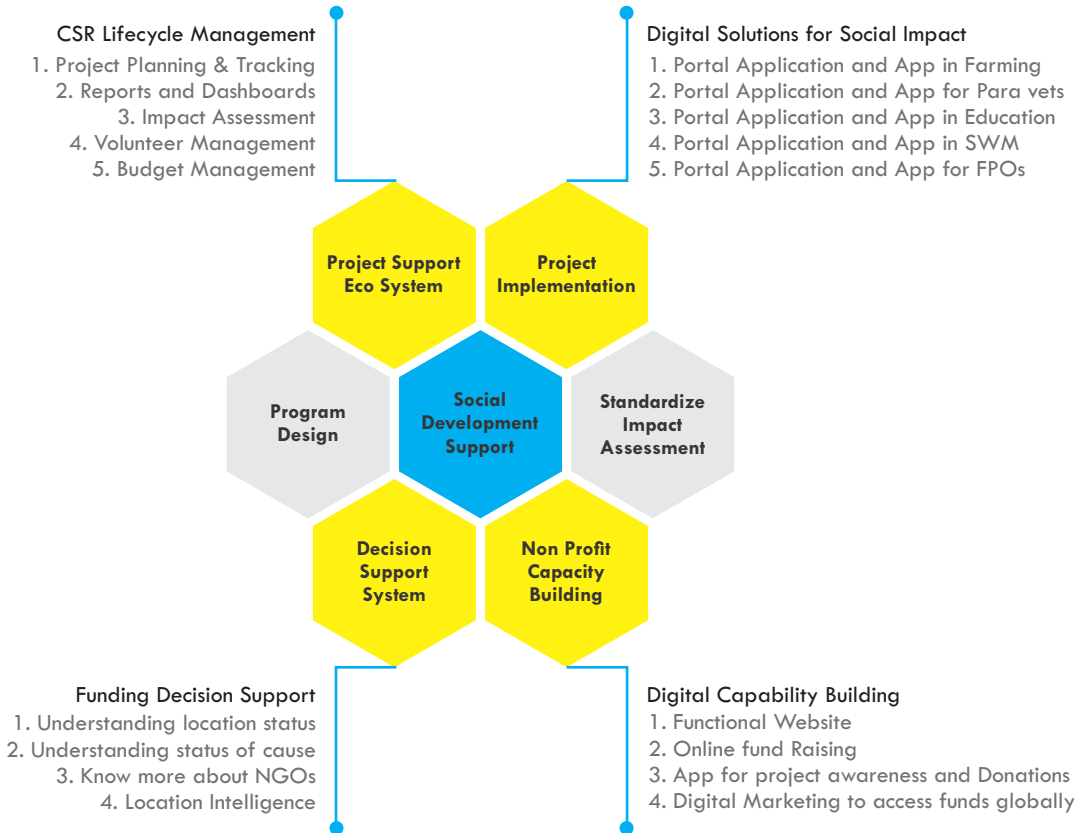 CSR Lifecycle Management
1. Project Planning & Tracking
2. Reports and Dashboards
3. Impact Assessment
4. Volunteer Management
5. Budget Management
Digital Solutions for Social Impact
1. Portal Application and App in Farming
2. Portal Application and App for Para vets
3. Portal Application and App in Education
4. Portal Application and App in SWM
5. Portal Application and App for FPOs
Project Support
Eco System
Project
Implementation
Program
Design
Social
Development
Support
Standardize
Impact
Assessment
Decision
Support
System
Non Profit
Capacity
Building
Funding Decision Support
1. Understanding location status
2. Understanding status of cause
3. Know more about NGOs
4. Location Intelligence
Digital Capability Building
1. Functional Website
2. Online fund Raising
3. App for project awareness and Donations
4. Digital Marketing to access funds globally